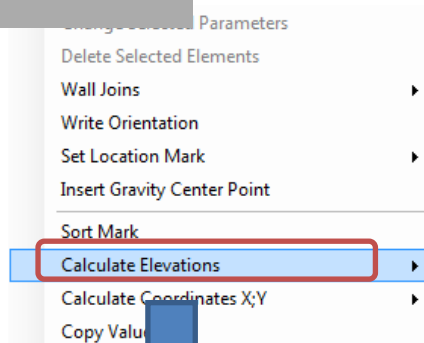 Parameters
Delete Selected Elements
Wall Joins
Write Orientation
Set Location Mark
Insert Gravity Center Point
Sort Mark
Calculate Elevations
Calculate Coordinates X;Y
Copy